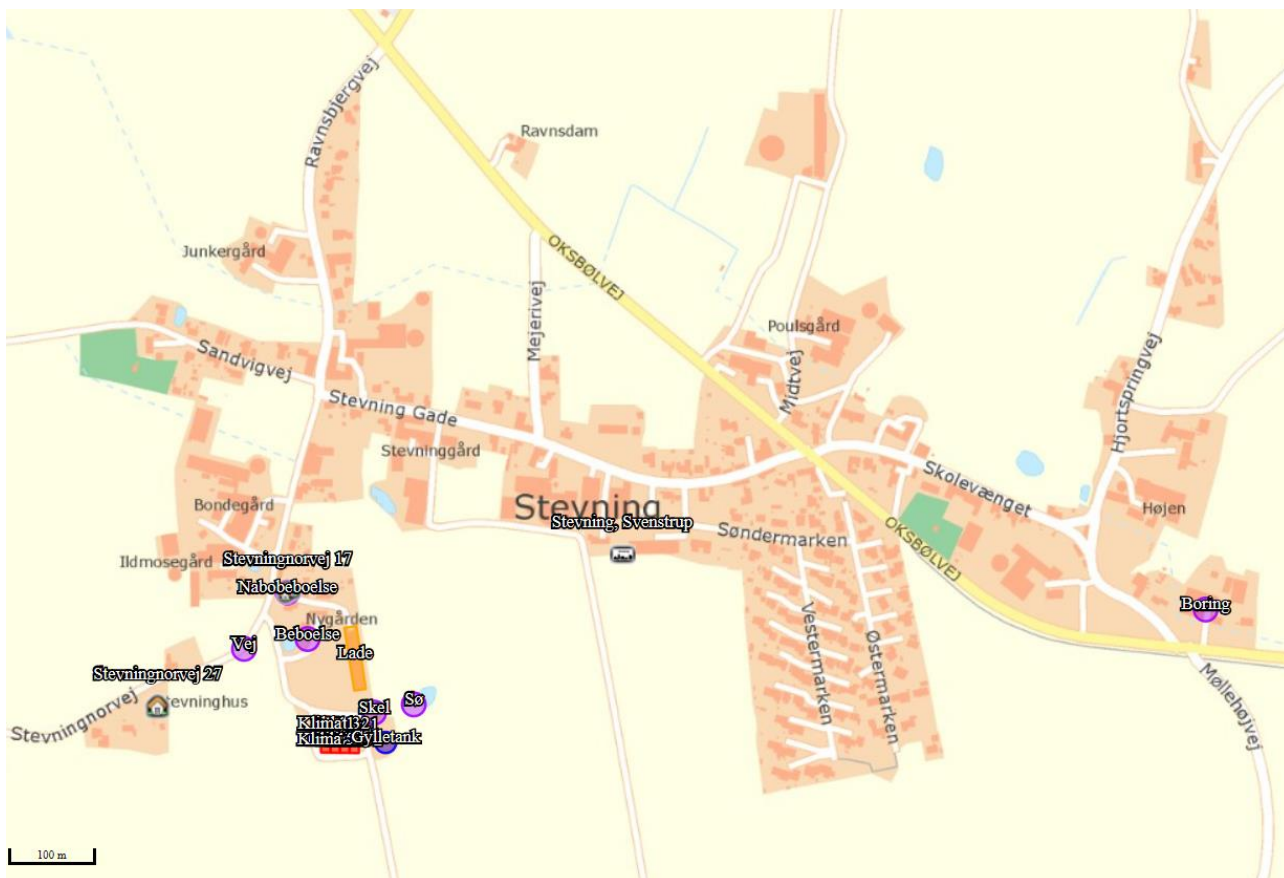 Ravnsbjergvej
Ravnsdam
Junkergård
OKSBØLVEJ
Mejerivej
Poulsgård
Midtvej
Hjortspringvej
Sandvigvej
Stevning Gade
Stevninggård
Skolevænget
Bondegård
Stevning
Højen
Stevning, Svenstrup
Søndermarken
OKSBØLVEJ
Ildmosegård
Stevningnorvej 17
Nabobeboelse
Boring
Nygården
Vej
Beboelse
Lade
Vestermarken
Østermarken
Stevningnorvej 27
Stevninghus
Stevningnorvej
Møllehøjvej
Skel
Sø
Gylletank
100 m